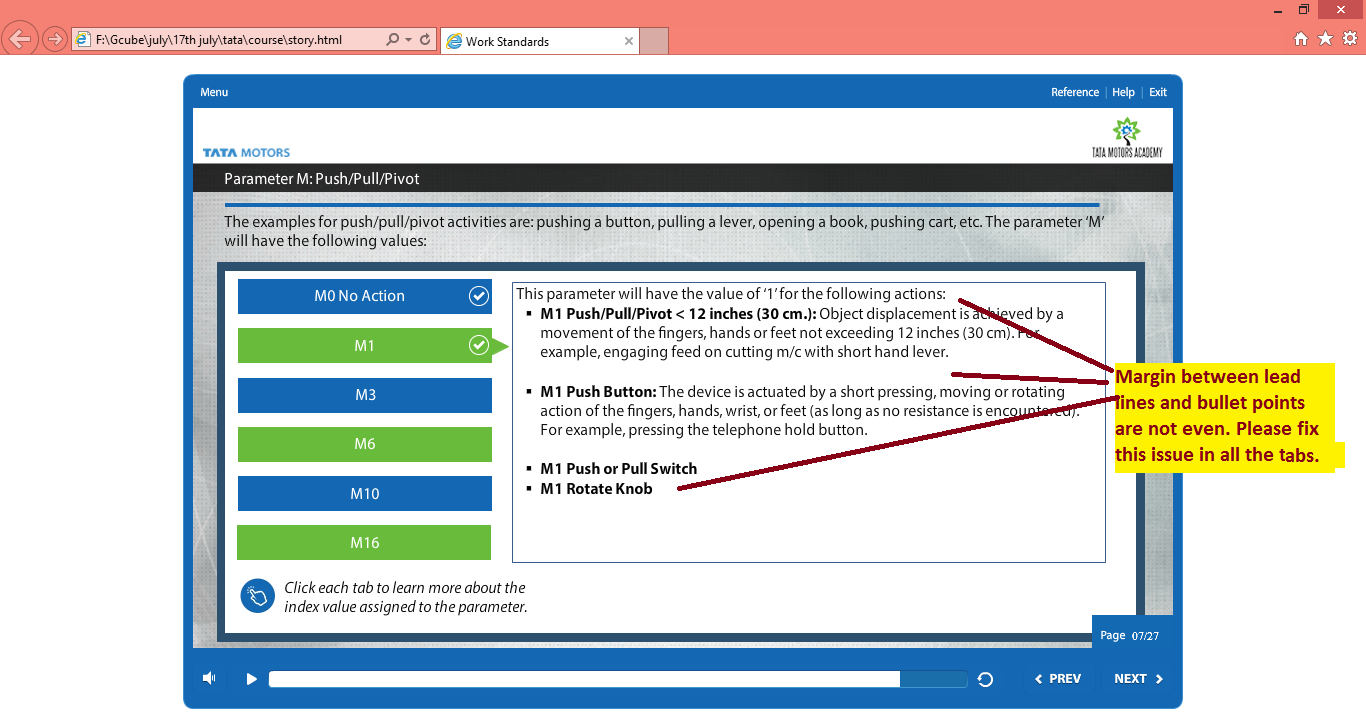 F:\Gcube\july\17th july\tata\course\story.html
Work Standards
Menu
Reference | Help | Exit
TATA MOTORS
TATA MOTORS ACADEMY
Parameter M: Push/Pull/Pivot
The examples for push/pull/pivot activities are: pushing a button, pulling a lever, opening a book, pushing cart, etc. The parameter ‘M’
will have the following values:
M0 No Action
M1
M3
M6
M10
M16
This parameter will have the value of ‘1’ for the following actions:
▪ M1 Push/Pull/Pivot < 12 inches (30 cm.): Object displacement is achieved by a
movement of the fingers, hands or feet not exceeding 12 inches (30 cm). For
example, engaging feed on cutting m/c with short hand lever.
▪ M1 Push Button: The device is actuated by a short pressing, moving or rotating
action of the fingers, hands, wrist, or feet (as long as no resistance is encountered).
For example, pressing the telephone hold button.
▪ M1 Push or Pull Switch
▪ M1 Rotate Knob
Margin between lead
lines and bullet points
are not even. Please fix
this issue in all the tabs.
Click each tab to learn more about the
index value assigned to the parameter.
Page 07/27
PREV
NEXT